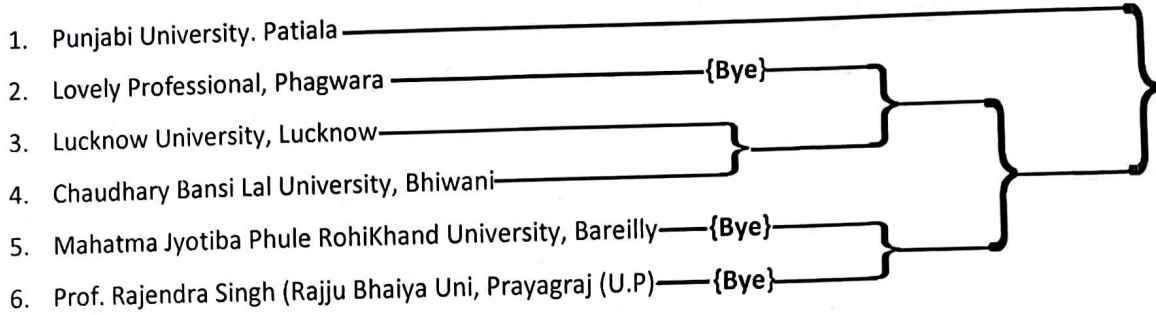 1. Punjabi University. Patiala
2. Lovely Professional, Phagwara {Bye}
3. Lucknow University, Lucknow
4. Chaudhary Bansi Lal University, Bhiwani
5. Mahatma Jyotiba Phule RohiKhand University, Bareilly {Bye}
6. Prof. Rajendra Singh (Rajju Bhaiya Uni, Prayagraj (U.P) {Bye}